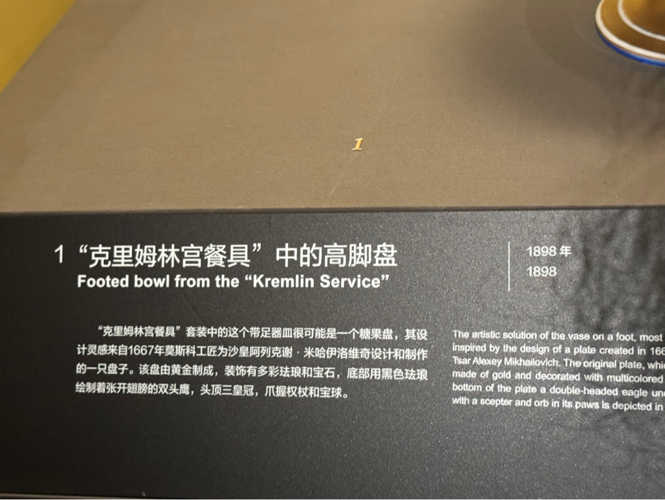 1
1 “克里姆林宫餐具”中的高脚盘
Footed bowl from the “Kremlin Service”
1898 年
1898
“克里姆林宫餐具”套装中的这个带足器皿很可能是一个糖果盘，其设
计灵感来自1667年莫斯科工匠为沙皇阿列克谢·米哈伊洛维奇设计和制作
的一只盘子。该盘由黄金制成，装饰有多彩珐琅和宝石，底部用黑色珐琅
绘制着张开翅膀的双头鹰，头顶三皇冠，爪握权杖和宝球。
The artistic solution of the vase on a foot, most
inspired by the design of a plate created in
Tsar Alexey Mikhailovich. The original plate,
made of gold and decorated with multicolored
bottom of the plate a double-headed eagle
with a scepter and orb in its paws is depicted in